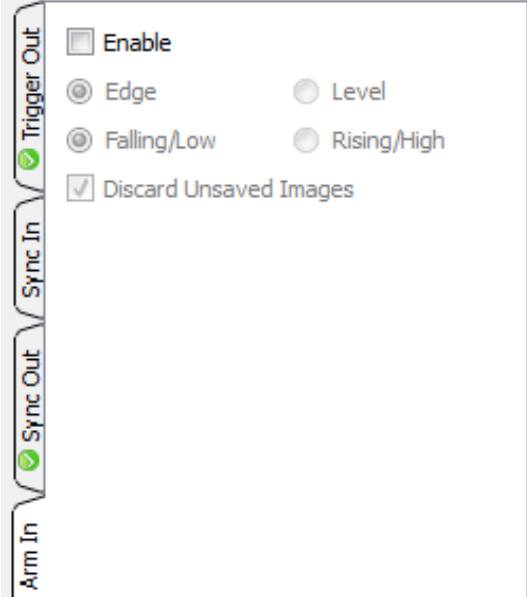 Trigger Out
Sync In
Sync Out
Arm In
Enable
Edge
Level
Falling/Low
Rising/High
Discard Unsaved Images